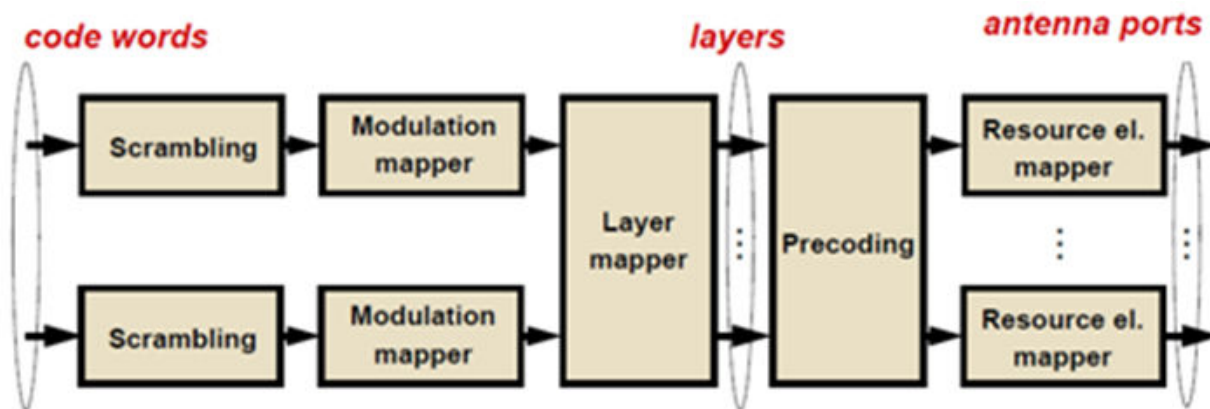 code words
layers
antenna ports
Scrambling
Modulation
mapper
Layer
mapper
Precoding
Resource el.
mapper
Scrambling
Modulation
mapper
Resource el.
mapper